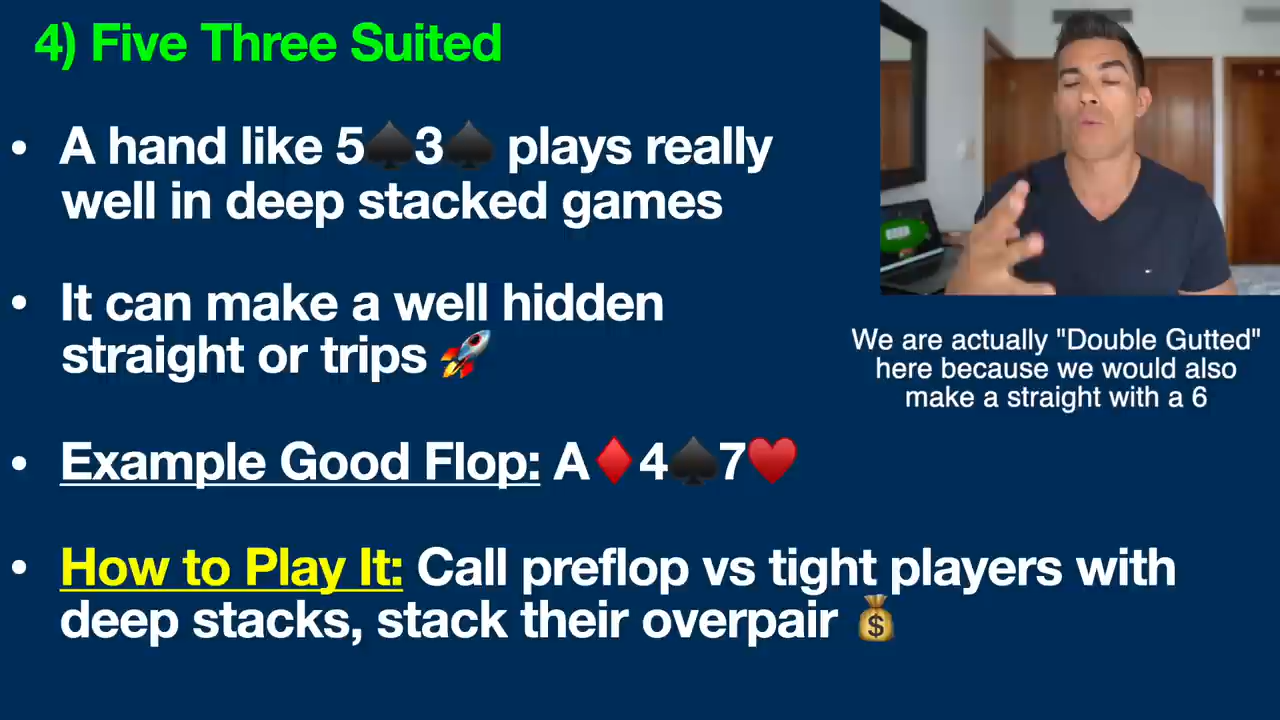 4) Five Three Suited
• A hand like 5♠️3♠️ plays really
well in deep stacked games
• It can make a well hidden
straight or trips 🚀
We are actually "Double Gutted"
here because we would also
make a straight with a 6
• Example Good Flop: A♦️4♠️7♥️
• How to Play It: Call preflop vs tight players with
deep stacks, stack their overpair 💰